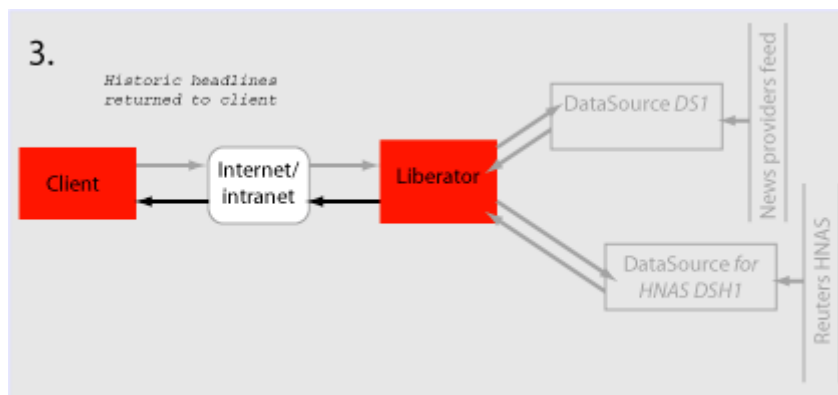 3.
Historic headlines
returned to client
Client
Internet/
intranet
Liberator
DataSource DS1
News providers feed
DataSource for
HNAS DSH1
Reuters HNAS